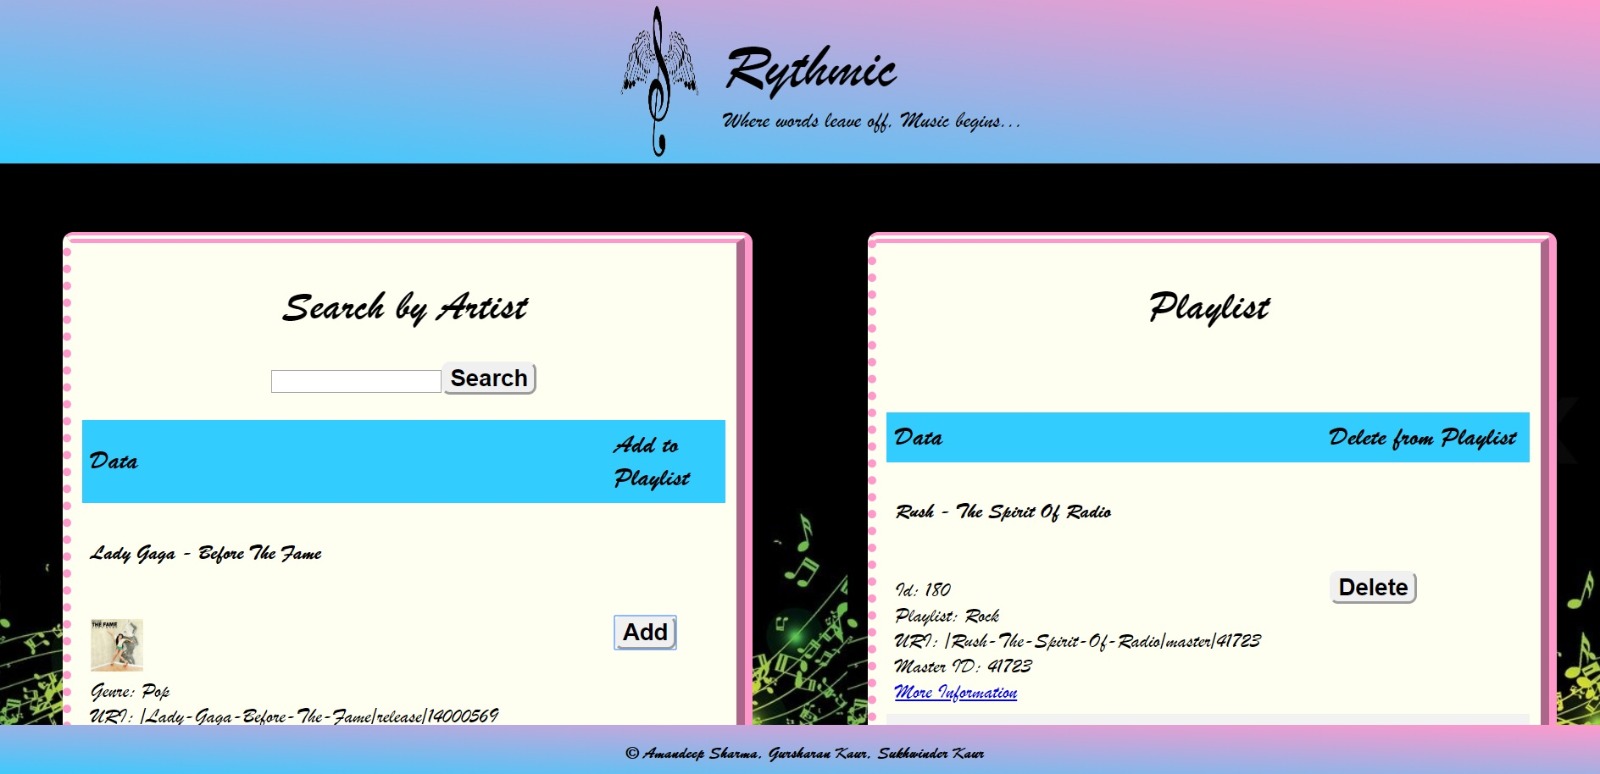 Rythmic
Where words leave off, Music begins...
Search by Artist
Search
Data
Add to
Playlist
Lady Gaga - Before The Fame
THE FAME
Add
Genre: Pop
URI: /Lady-Gaga-Before-The-Fame/release/14000569
Playlist
Data
Delete from Playlist
Rush - The Spirit Of Radio
Id: 180
Delete
Playlist: Rock
URI: /Rush-The-Spirit-Of-Radio/master/41723
Master ID: 41723
More Information
© Amandeep Sharma, Gursharan Kaur, Sukhwinder Kaur